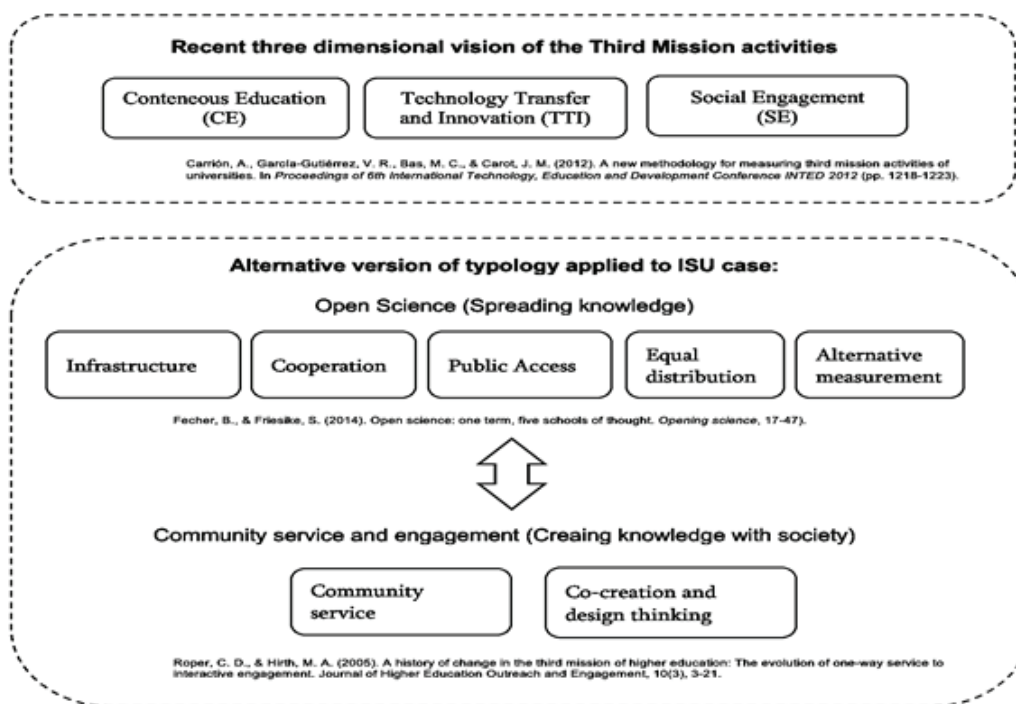 Recent three dimensional vision of the Third Mission activities
Conteneous Education
(CE)
Technology Transfer
and Innovation (TTI)
Social Engagement
(SE)
Carrión, A., García-Gutiérrez, V. R., Bas, M. C., & Carot, J. M. (2012). A new methodology for measuring third mission activities of
universities. In Proceedings of 6th International Technology, Education and Development Conference INTED 2012 (pp. 1218-1223).
Alternative version of typology applied to ISU case:
Open Science (Spreading knowledge)
Infrastructure
Cooperation
Public Access
Equal
distribution
Alternative
measurement
Fecher, B., & Friesike, S. (2014). Open science: one term, five schools of thought. Opening science, 17-47).
Community service and engagement (Creaing knowledge with society)
Community
service
Co-creation and
design thinking
Roper, C. D., & Hirth, M. A. (2005). A history of change in the third mission of higher education: The evolution of one-way service to
interactive engagement. Journal of Higher Education Outreach and Engagement, 10(3), 3-21.